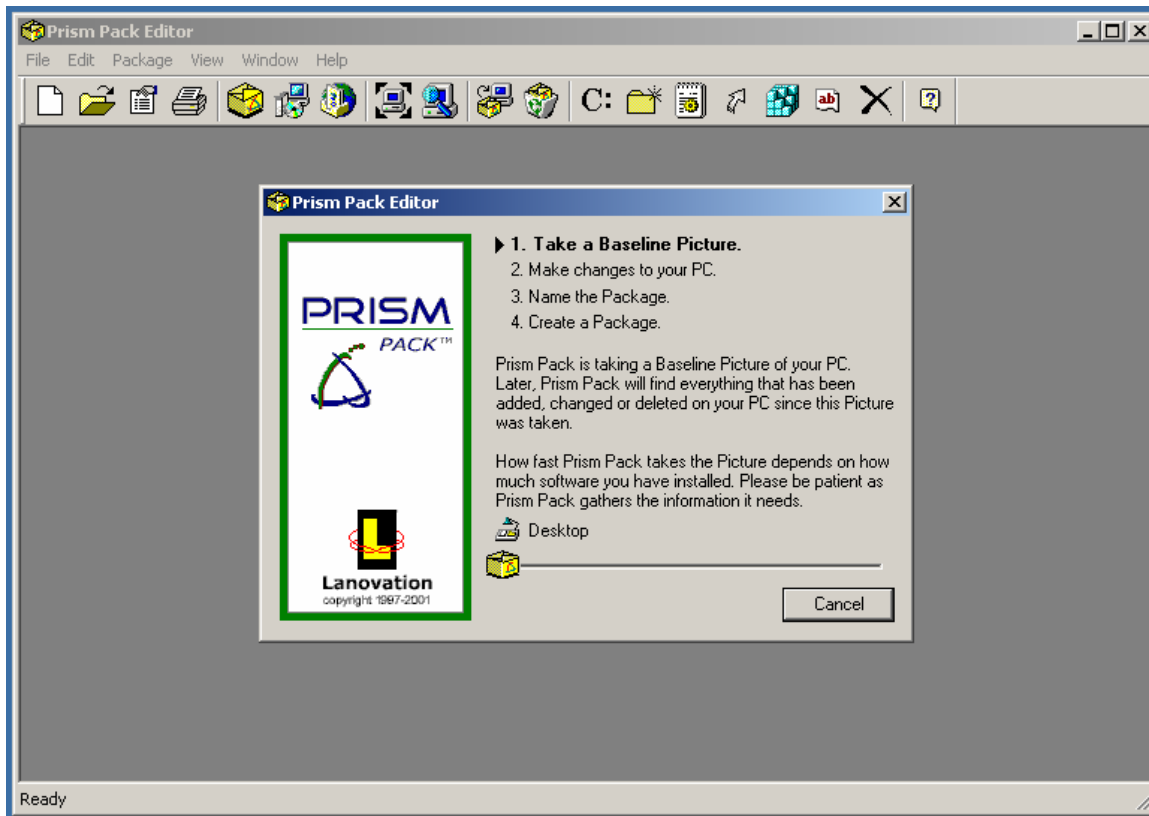 Prism Pack Editor
File Edit Package View Window Help
C:
ab
Prism Pack Editor
PRISM
PACK™
L
Lanovation
copyright 1997-2001
1. Take a Baseline Picture.
2. Make changes to your PC.
3. Name the Package.
4. Create a Package.
Prism Pack is taking a Baseline Picture of your PC.
Later, Prism Pack will find everything that has been
added, changed or deleted on your PC since this Picture
was taken.
How fast Prism Pack takes the Picture depends on how
much software you have installed. Please be patient as
Prism Pack gathers the information it needs.
Desktop
Cancel
Ready